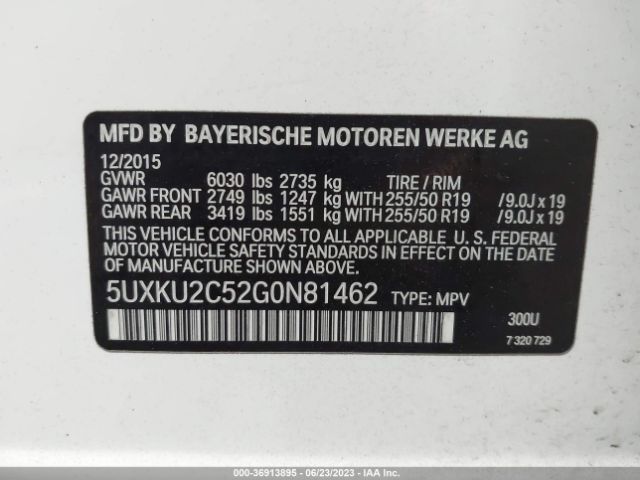 MFD BY BAYERISCHE MOTOREN WERKE AG
12/2015
GVWR 6030 lbs 2735 kg TIRE / RIM
GAWR FRONT 2749 lbs 1247 kg WITH 255/50 R19 /9.0J x 19
GAWR REAR 3419 lbs 1551 kg WITH 255/50 R19 /9.0J x 19
THIS VEHICLE CONFORMS TO ALL APPLICABLE U. S. FEDERAL
MOTOR VEHICLE SAFETY STANDARDS IN EFFECT ON THE DATE
OF MANUFACTURE SHOWN ABOVE.
5UXKU2C52G0N81462 TYPE: MPV
300U
7 320 729
000-36913895 - 06/23/2023 - IAAI.COM